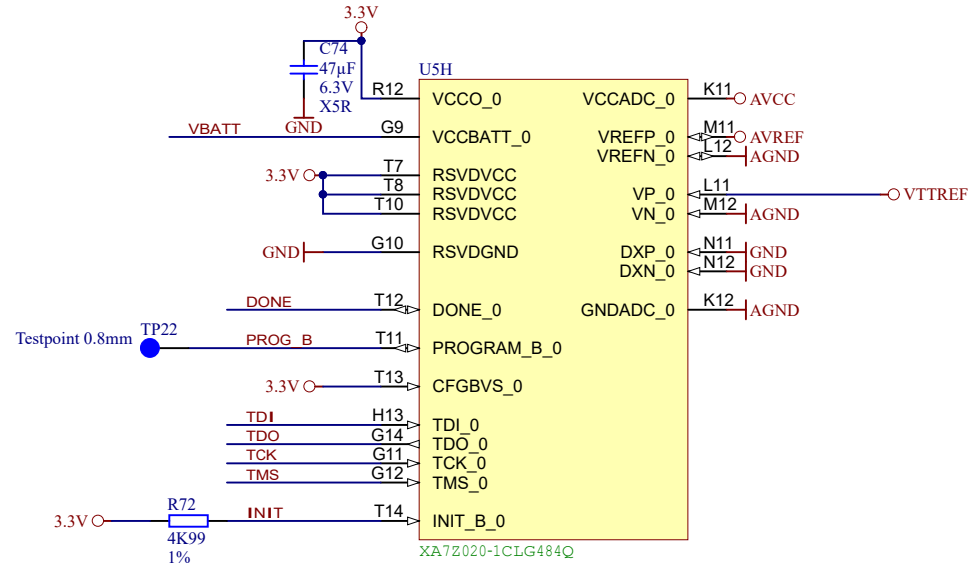 3.3V
C74
47µF
6.3V
X5R
GND
U5H
R12 VCCO_0 VCCADC_0 K11 AVCC
VBATT G9 VCCBATT_0 VREFP_0 M11 AVREF
VREFN_0 L12 AGND
3.3V T7 RSVDVCC
T8 RSVDVCC VP_0 L11 VTTREF
T10 RSVDVCC VN_0 M12 AGND
GND G10 RSVDGND DXP_0 N11 GND
DXN_0 N12 GND
DONE T12 DONE_0 GNDADC_0 K12 AGND
Testpoint 0.8mm TP22 PROG_B T11 PROGRAM_B_0
3.3V T13 CFGBVS_0
TDI H13 TDI_0
TDO G14 TDO_0
TCK G11 TCK_0
TMS G12 TMS_0
R72
3.3V INIT T14 INIT_B_0
4K99
1%
XA7Z020-1CLG484Q